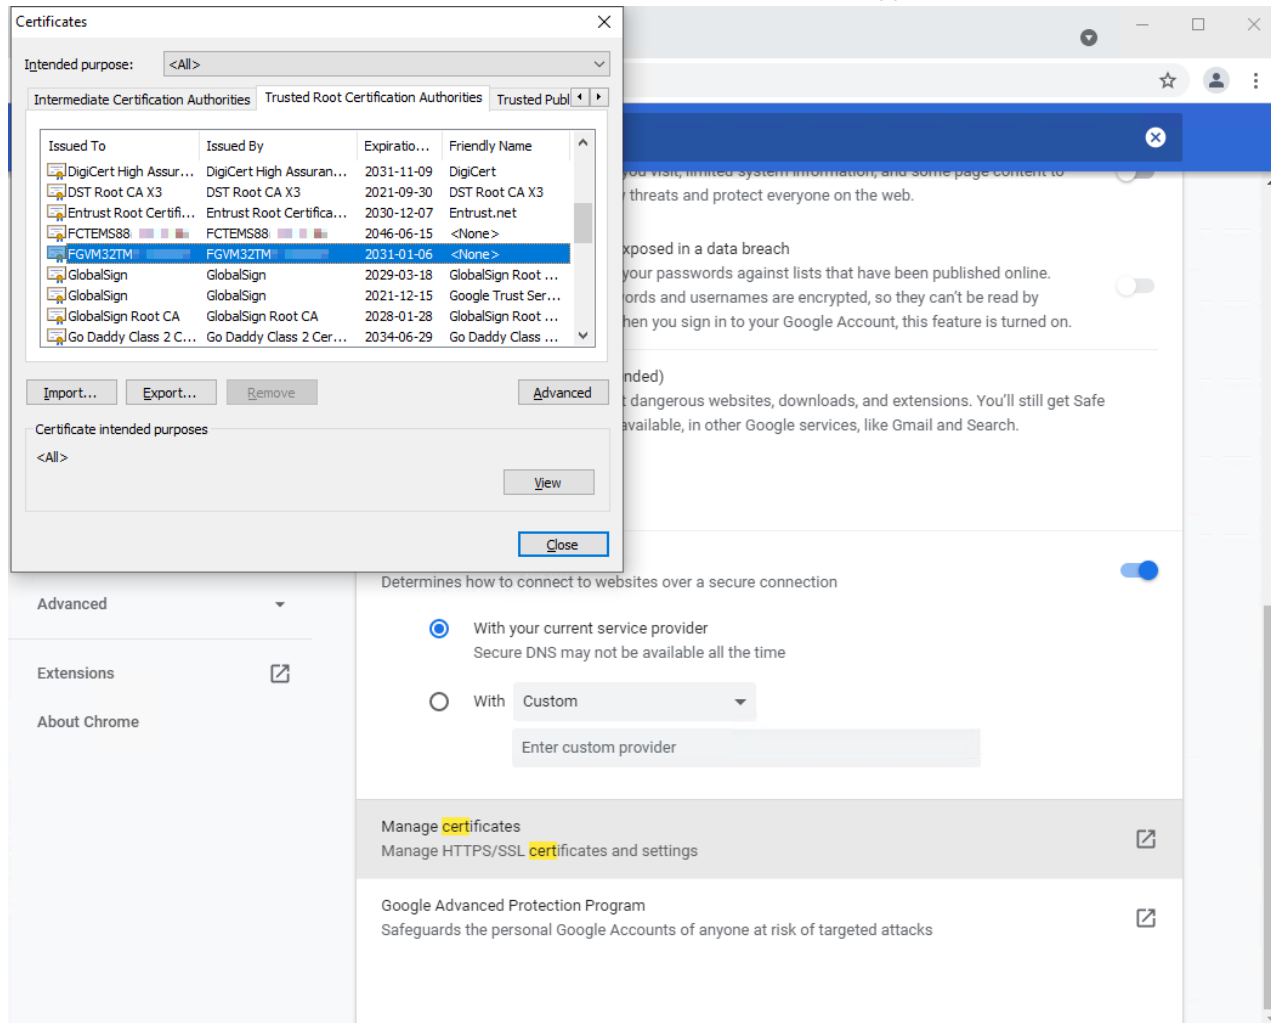 Certificates
Intended purpose: <All>
Intermediate Certification Authorities Trusted Root Certification Authorities Trusted Publ
Issued To Issued By Expiratio... Friendly Name
DigiCert High Assur... DigiCert High Assuran... 2031-11-09 DigiCert
DST Root CA X3 DST Root CA X3 2021-09-30 DST Root CA X3
Entrust Root Certifi... Entrust Root Certifica... 2030-12-07 Entrust.net
FCTEMS88 FCTEMS88 2046-06-15 <None>
FGVM32TM FGVM32TM 2031-01-06 <None>
GlobalSign GlobalSign 2029-03-18 GlobalSign Root ...
GlobalSign GlobalSign 2021-12-15 Google Trust Ser...
GlobalSign Root CA GlobalSign Root CA 2028-01-28 GlobalSign Root ...
Go Daddy Class 2 C... Go Daddy Class 2 Cer... 2034-06-29 Go Daddy Class ...
Import... Export... Remove Advanced
Certificate intended purposes
<All>
View
Close
you visit, limited system information, and some page content to
threats and protect everyone on the web.
xposed in a data breach
your passwords against lists that have been published online.
ords and usernames are encrypted, so they can't be read by
hen you sign in to your Google Account, this feature is turned on.
nded)
t dangerous websites, downloads, and extensions. You'll still get Safe
available, in other Google services, like Gmail and Search.
Determines how to connect to websites over a secure connection
With your current service provider
Secure DNS may not be available all the time
With Custom
Enter custom provider
Advanced
Extensions
About Chrome
Manage certificates
Manage HTTPS/SSL certificates and settings
Google Advanced Protection Program
Safeguards the personal Google Accounts of anyone at risk of targeted attacks